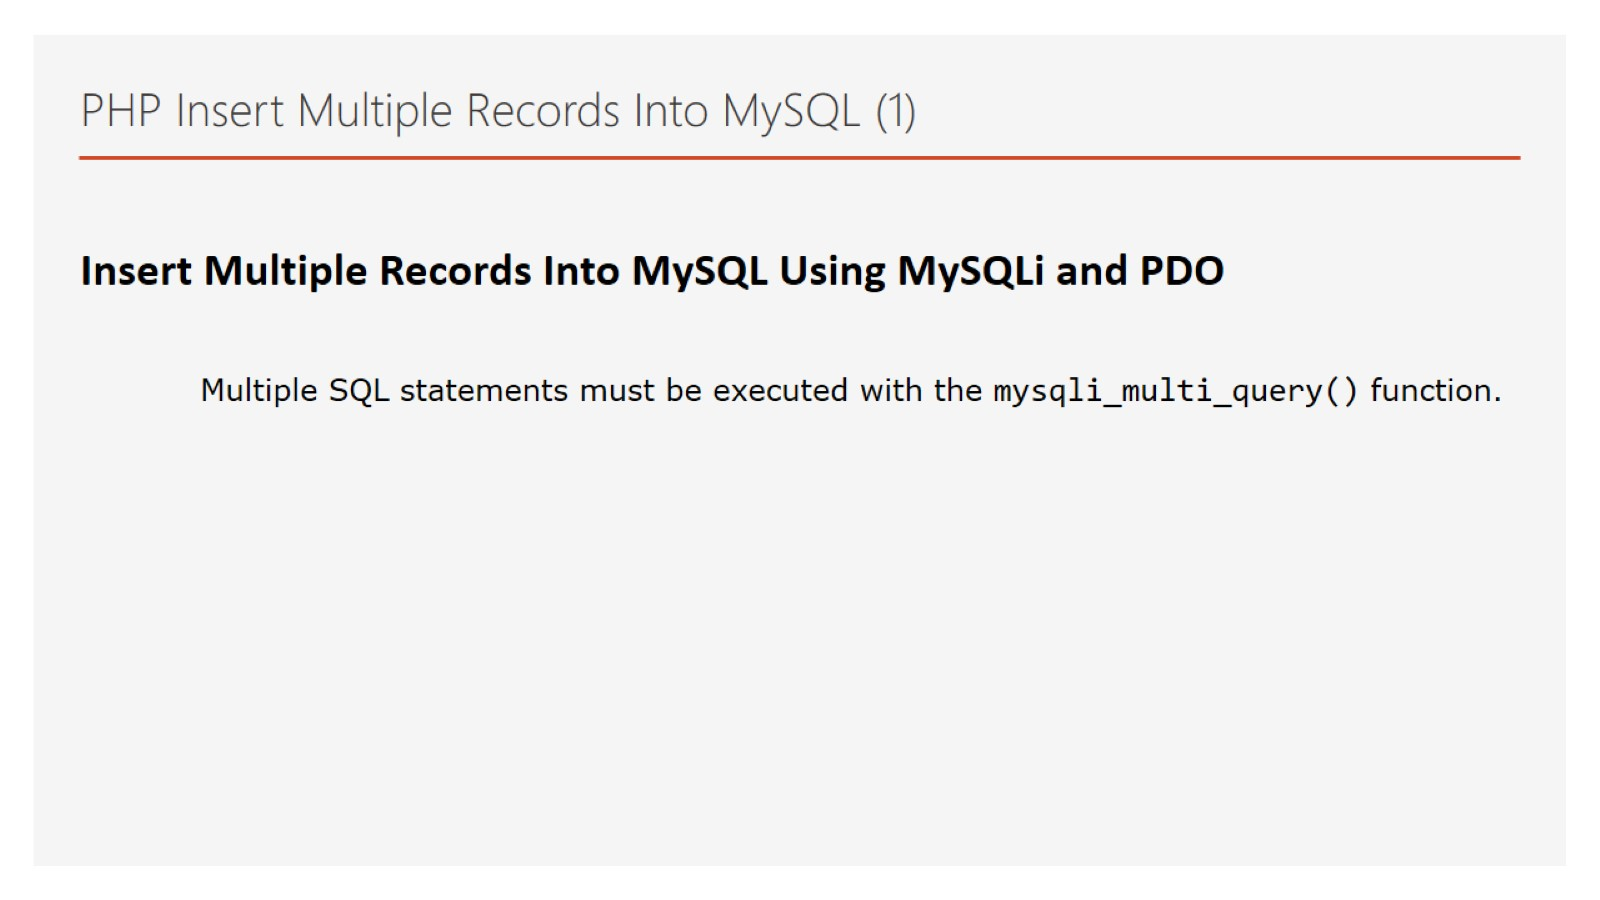 PHP Insert Multiple Records Into MySQL (1)
Insert Multiple Records Into MySQL Using MySQLi and PDO
Multiple SQL statements must be executed with the mysqli_multi_query() function.